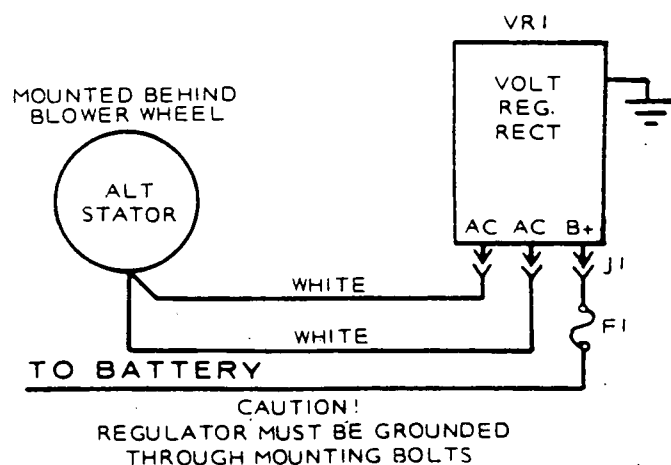 VR1
MOUNTED BEHIND
BLOWER WHEEL
VOLT
REG.
RECT
ALT
STATOR
AC AC B+
J1
WHITE
F1
WHITE
TO BATTERY
CAUTION!
REGULATOR MUST BE GROUNDED
THROUGH MOUNTING BOLTS